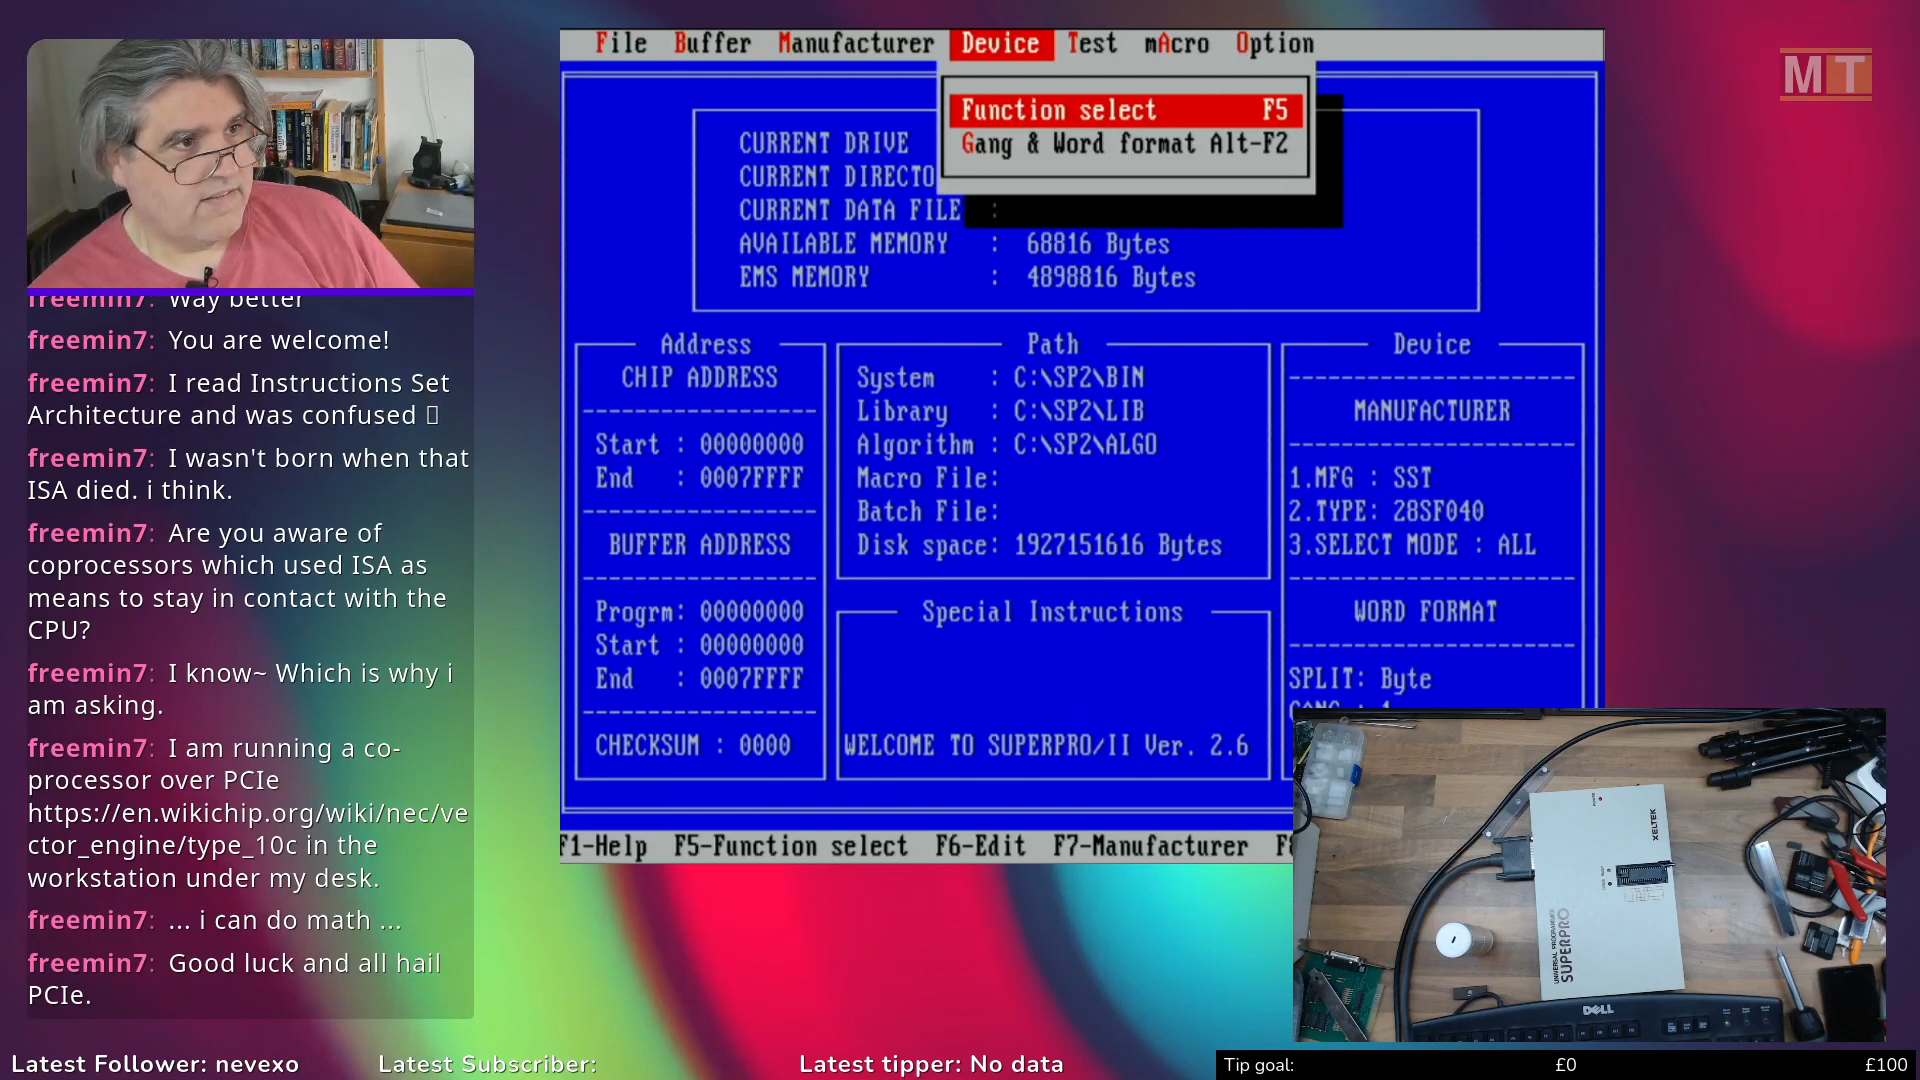 File Buffer Manufacturer Device Test mAcro Option
MT
Function select F5
Gang & Word format Alt-F2
CURRENT DRIVE
CURRENT DIRECTO
CURRENT DATA FILE :
AVAILABLE MEMORY : 68816 Bytes
EMS MEMORY : 4898816 Bytes
Address
CHIP ADDRESS
Start : 00000000
End : 0007FFFF
BUFFER ADDRESS
Progrm: 00000000
Start : 00000000
End : 0007FFFF
CHECKSUM : 0000
Path
System : C:\SP2\BIN
Library : C:\SP2\LIB
Algorithm : C:\SP2\ALGO
Macro File:
Batch File:
Disk space: 1927151616 Bytes
Special Instructions
WELCOME TO SUPERPRO/II Ver. 2.6
Device
MANUFACTURER
1.MFG : SST
2.TYPE: 28SF040
3.SELECT MODE : ALL
WORD FORMAT
SPLIT: Byte
F1-Help F5-Function select F6-Edit F7-Manufacturer
freemin7: Way better
freemin7: You are welcome!
freemin7: I read Instructions Set
Architecture and was confused
freemin7: I wasn't born when that
ISA died. i think.
freemin7: Are you aware of
coprocessors which used ISA as
means to stay in contact with the
CPU?
freemin7: I know~ Which is why i
am asking.
freemin7: I am running a co-
processor over PCIe
https://en.wikichip.org/wiki/nec/ve
ctor_engine/type_10c in the
workstation under my desk.
freemin7: ... i can do math ...
freemin7: Good luck and all hail
PCIe.
XELTEK
UNIVERSAL PROGRAMMER
SUPERPRO
DELL
Latest Follower: nevexo
Latest Subscriber:
Latest tipper: No data
Tip goal: £0 £100